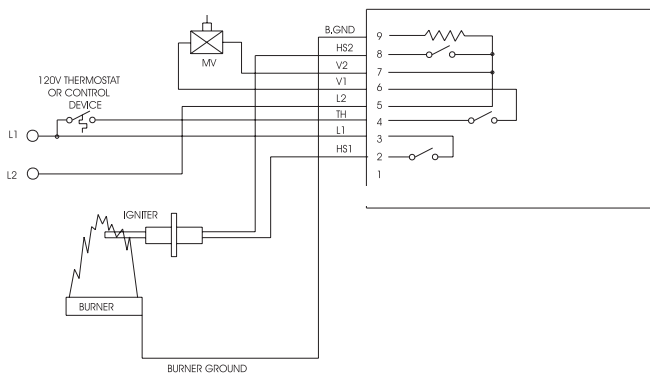 B,GND
9
HS2
8
MV
V2
7
120V THERMOSTAT
OR CONTROL
DEVICE
V1
6
L2
5
TH
4
L1
L1
3
HS1
2
L2
1
IGNITER
BURNER
BURNER GROUND